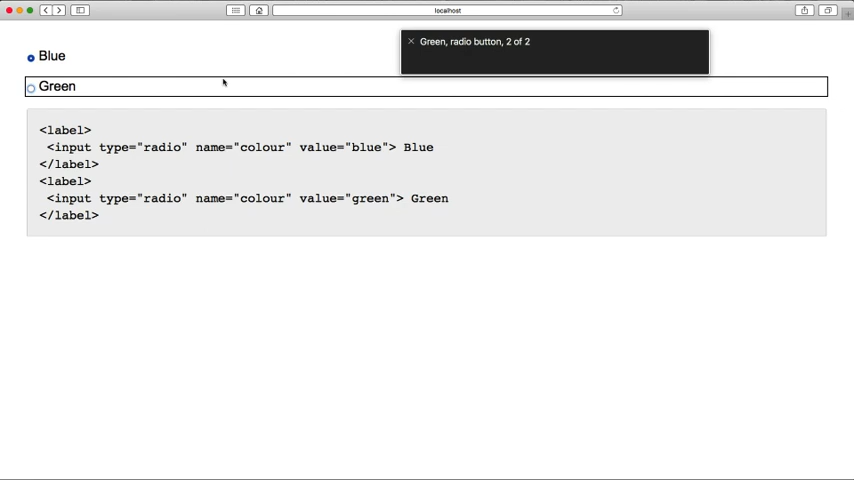 localhost
Green, radio button, 2 of 2
Blue
Green
<label>
<input type="radio" name="colour" value="blue"> Blue
</label>
<label>
<input type="radio" name="colour" value="green"> Green
</label>